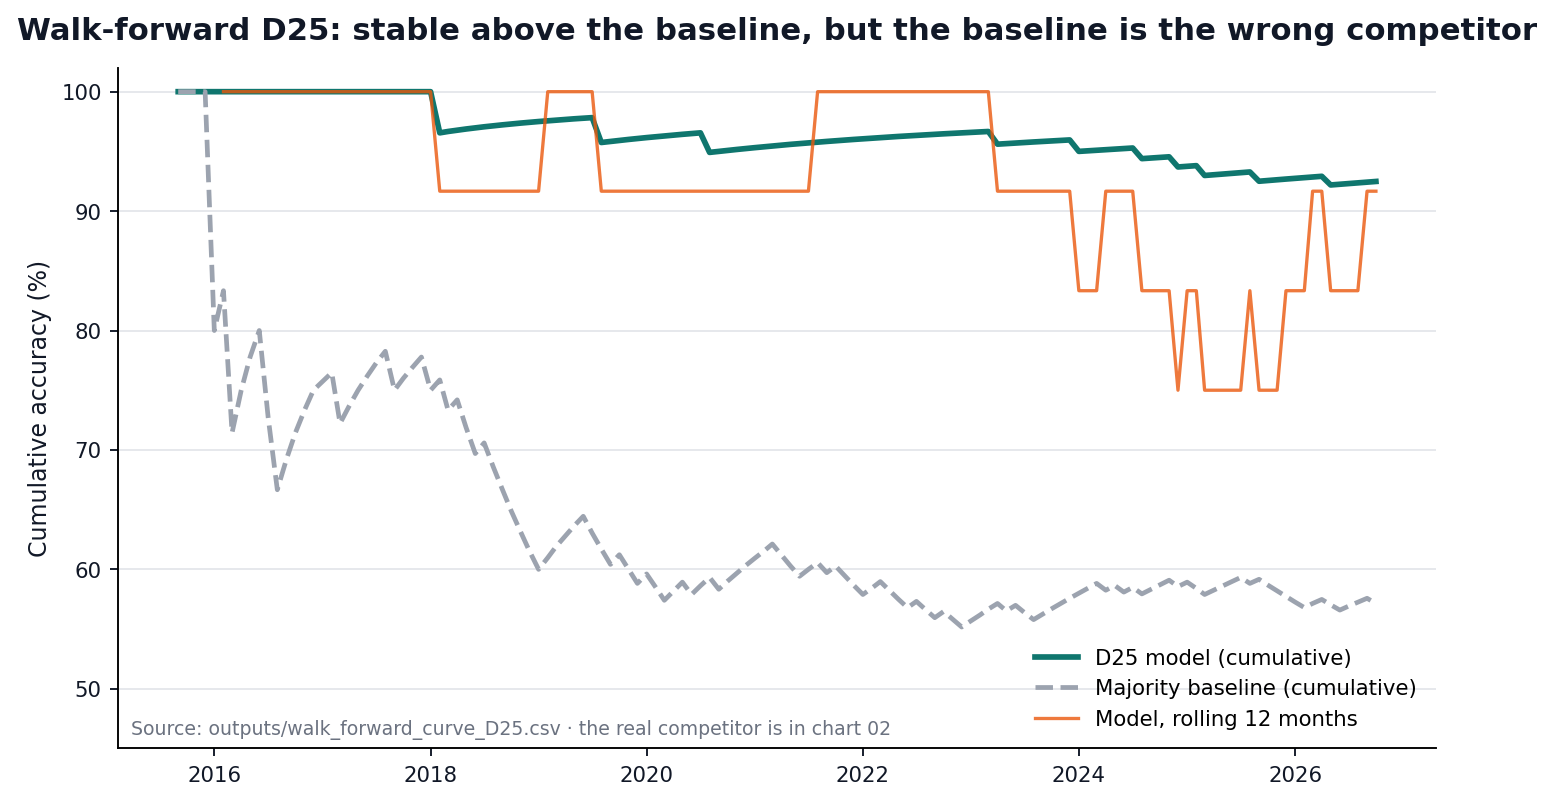 Walk-forward D25: stable above the baseline, but the baseline is the wrong competitor
Cumulative accuracy (%)
100
90
80
70
60
50
D25 model (cumulative)
Majority baseline (cumulative)
Model, rolling 12 months
Source: outputs/walk_forward_curve_D25.csv · the real competitor is in chart 02
2016
2018
2020
2022
2024
2026